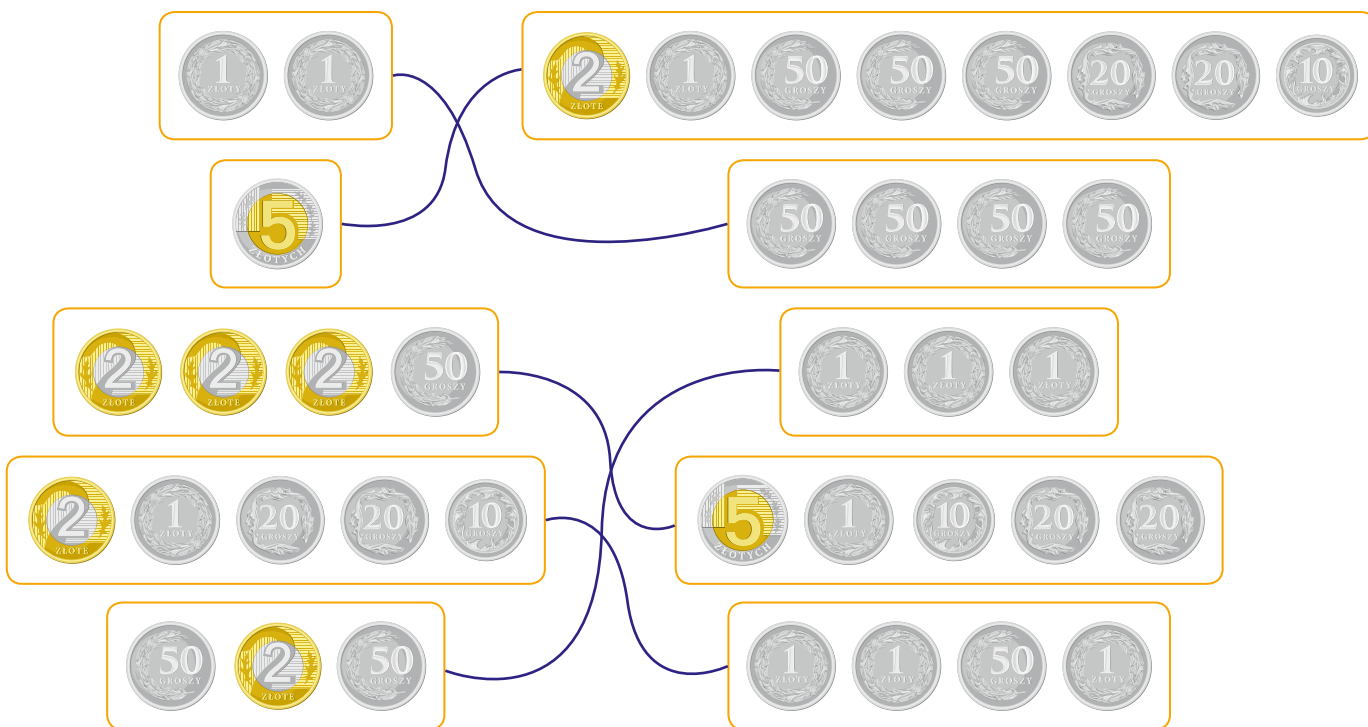 1 ZŁOTY 1 ZŁOTY
2 ZŁOTE 1 ZŁOTY 50 GROSZY 50 GROSZY 50 GROSZY 20 GROSZY 20 GROSZY 10 GROSZY
5 ZŁOTYCH
50 GROSZY 50 GROSZY 50 GROSZY 50 GROSZY
2 ZŁOTE 2 ZŁOTE 2 ZŁOTE 50 GROSZY
1 ZŁOTY 1 ZŁOTY 1 ZŁOTY
2 ZŁOTE 1 ZŁOTY 20 GROSZY 20 GROSZY 10 GROSZY
5 ZŁOTYCH 1 ZŁOTY 10 GROSZY 20 GROSZY 20 GROSZY
50 GROSZY 2 ZŁOTE 50 GROSZY
1 ZŁOTY 1 ZŁOTY 50 GROSZY 1 ZŁOTY